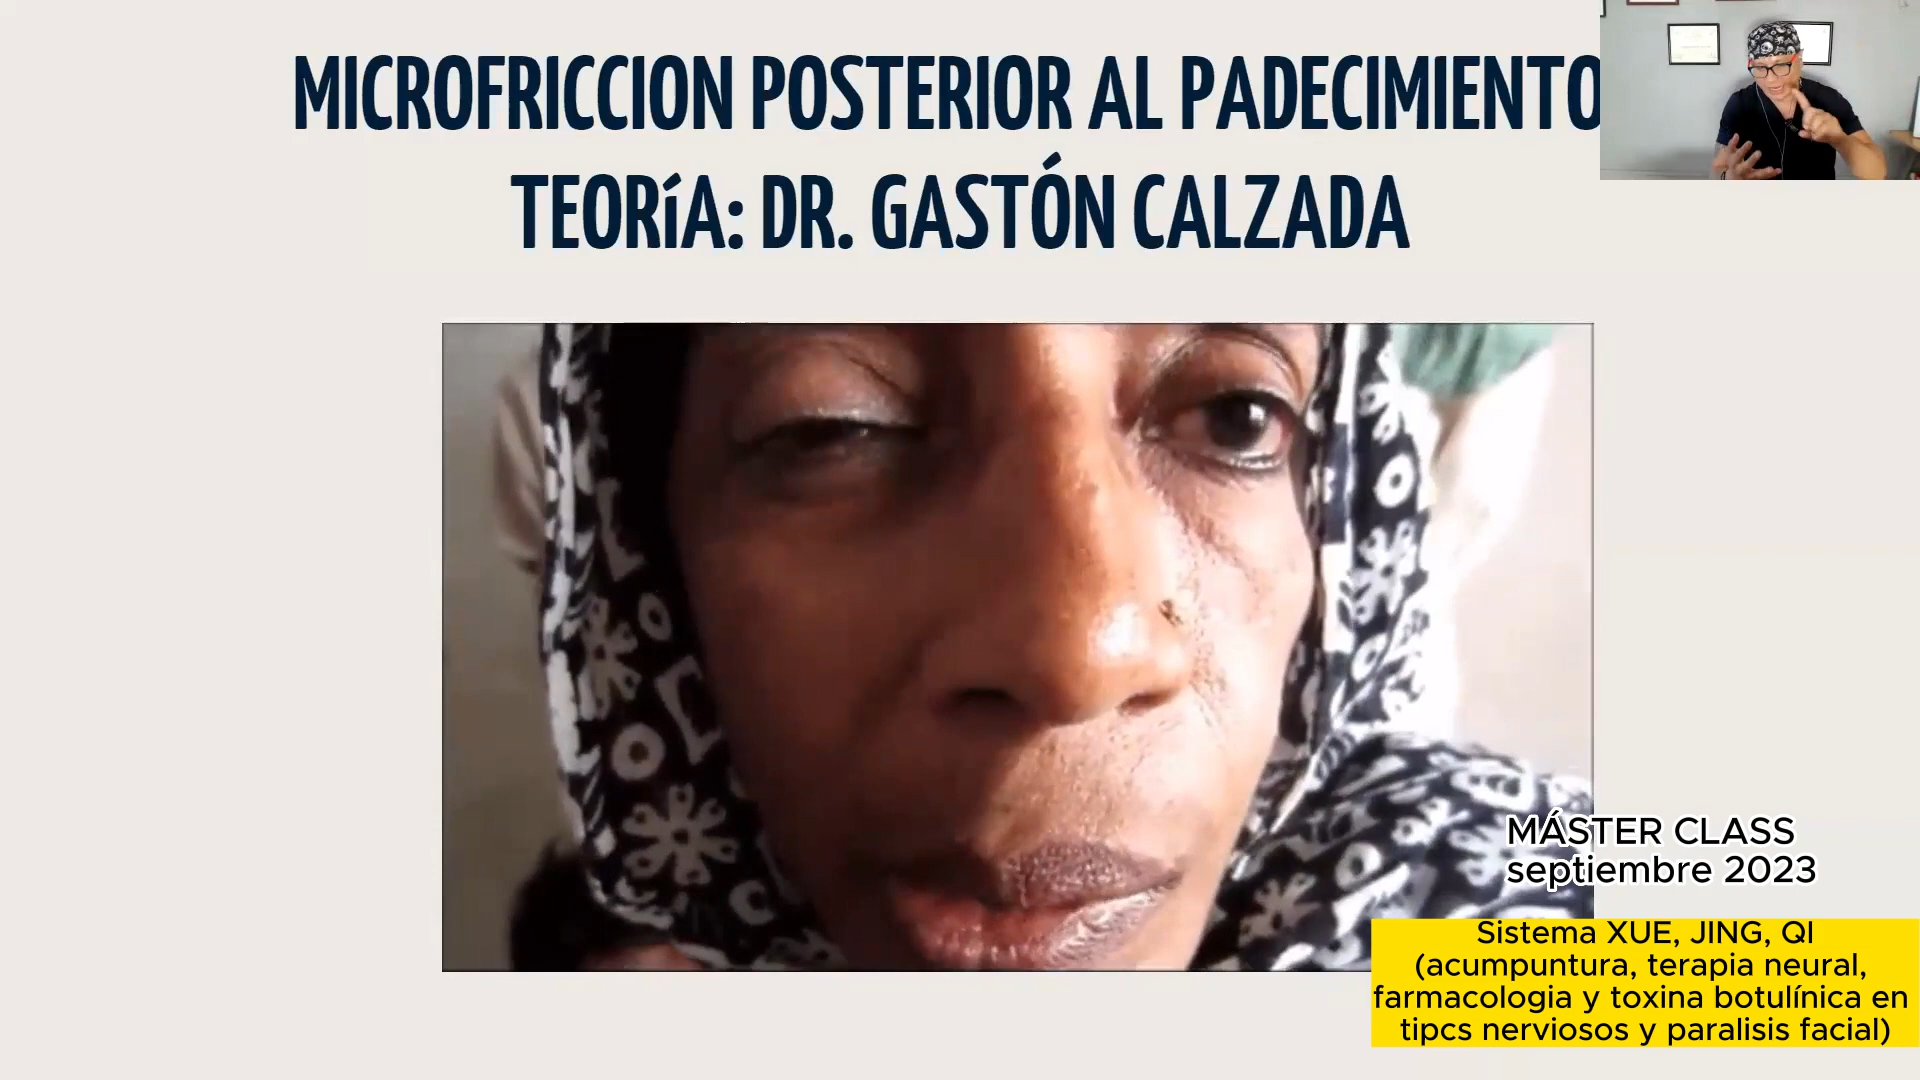 MICROFRICCION POSTERIOR AL PADECIMIENTO
TEORíA: DR. GASTÓN CALZADA
MÁSTER CLASS
septiembre 2023
Sistema XUE, JING, QI
(acumpuntura, terapia neural,
farmacologia y toxina botulínica en
tipcs nerviosos y paralisis facial)